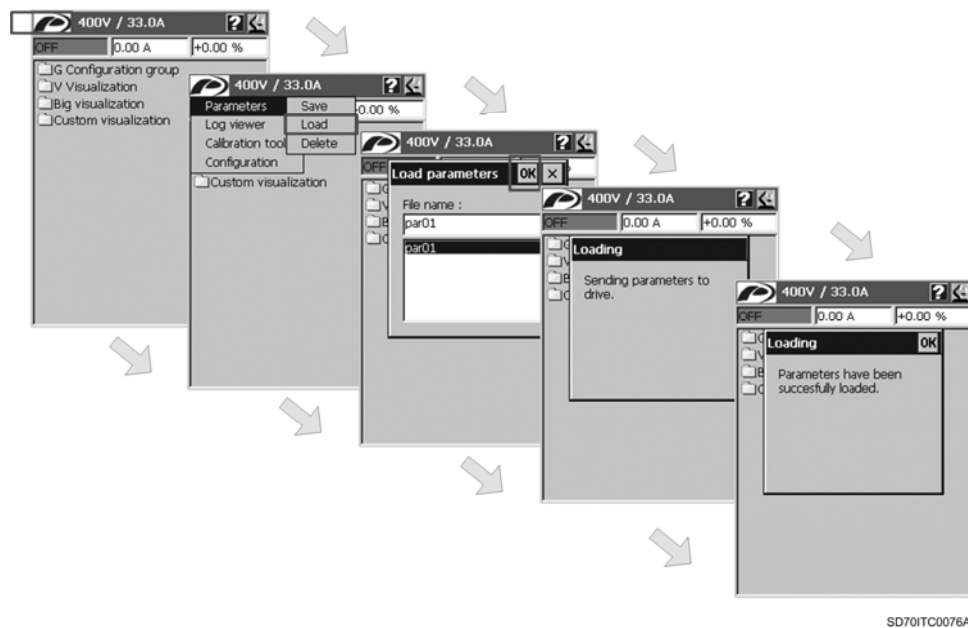 400V / 33.0A ?
OFF 0.00 A +0.00 %
G Configuration group
V Visualization
Big visualization
Custom visualization
400V / 33.0A ?
Parameters Save +0.00 %
Log viewer Load
Calibration tool Delete
Configuration
Custom visualization
400V / 33.0A ?
OFF
Load parameters OK ×
G
V
B
C
File name :
par01
par01
400V / 33.0A ?
OFF 0.00 A +0.00 %
G
V
B
C
Loading
Sending parameters to
drive.
400V / 33.0A ?
OFF 0.00 A +0.00 %
G
V
B
C
Loading OK
Parameters have been
succesfully loaded.
SD70ITC0076A